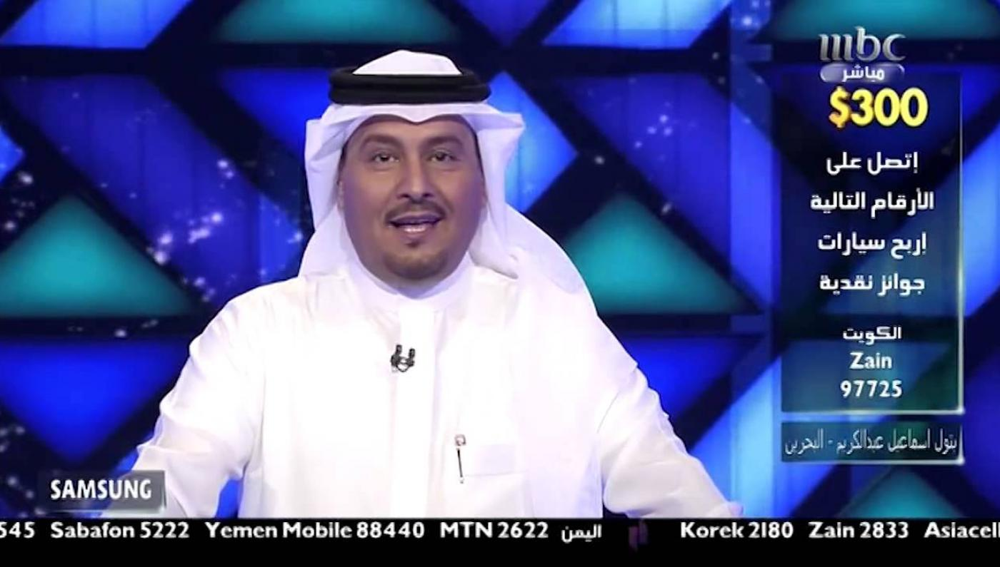 mbc
مباشر
$300
إتصل على
الأرقام التالية
إربح سيارات
جوائز نقدية
الكويت
Zain
97725
بتول اسماعيل عبدالكريم - البحرين
SAMSUNG
545 Sabafon 5222 Yemen Mobile 88440 MTN 2622 اليمن Korek 2180 Zain 2833 Asiacell